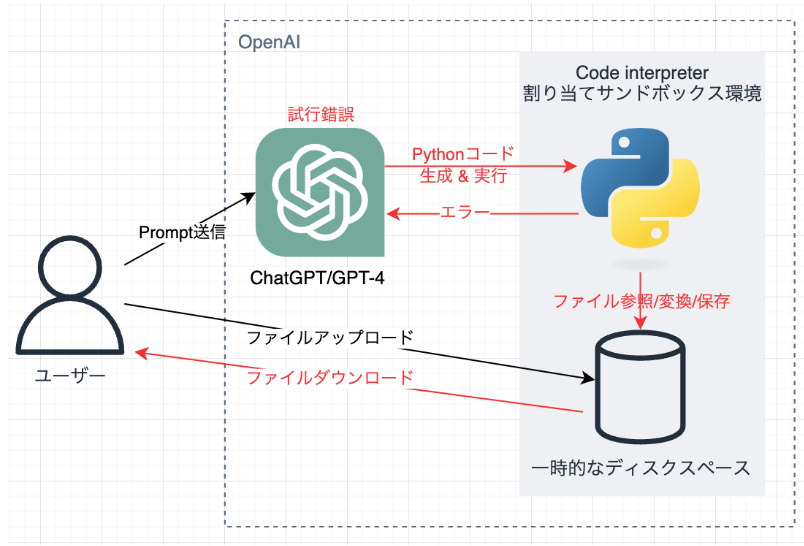 OpenAI
Code interpreter
割り当てサンドボックス環境
試行錯誤
Pythonコード
生成 & 実行
エラー
Prompt送信
ChatGPT/GPT-4
ファイル参照/変換/保存
ファイルアップロード
ファイルダウンロード
ユーザー
一時的なディスクスペース